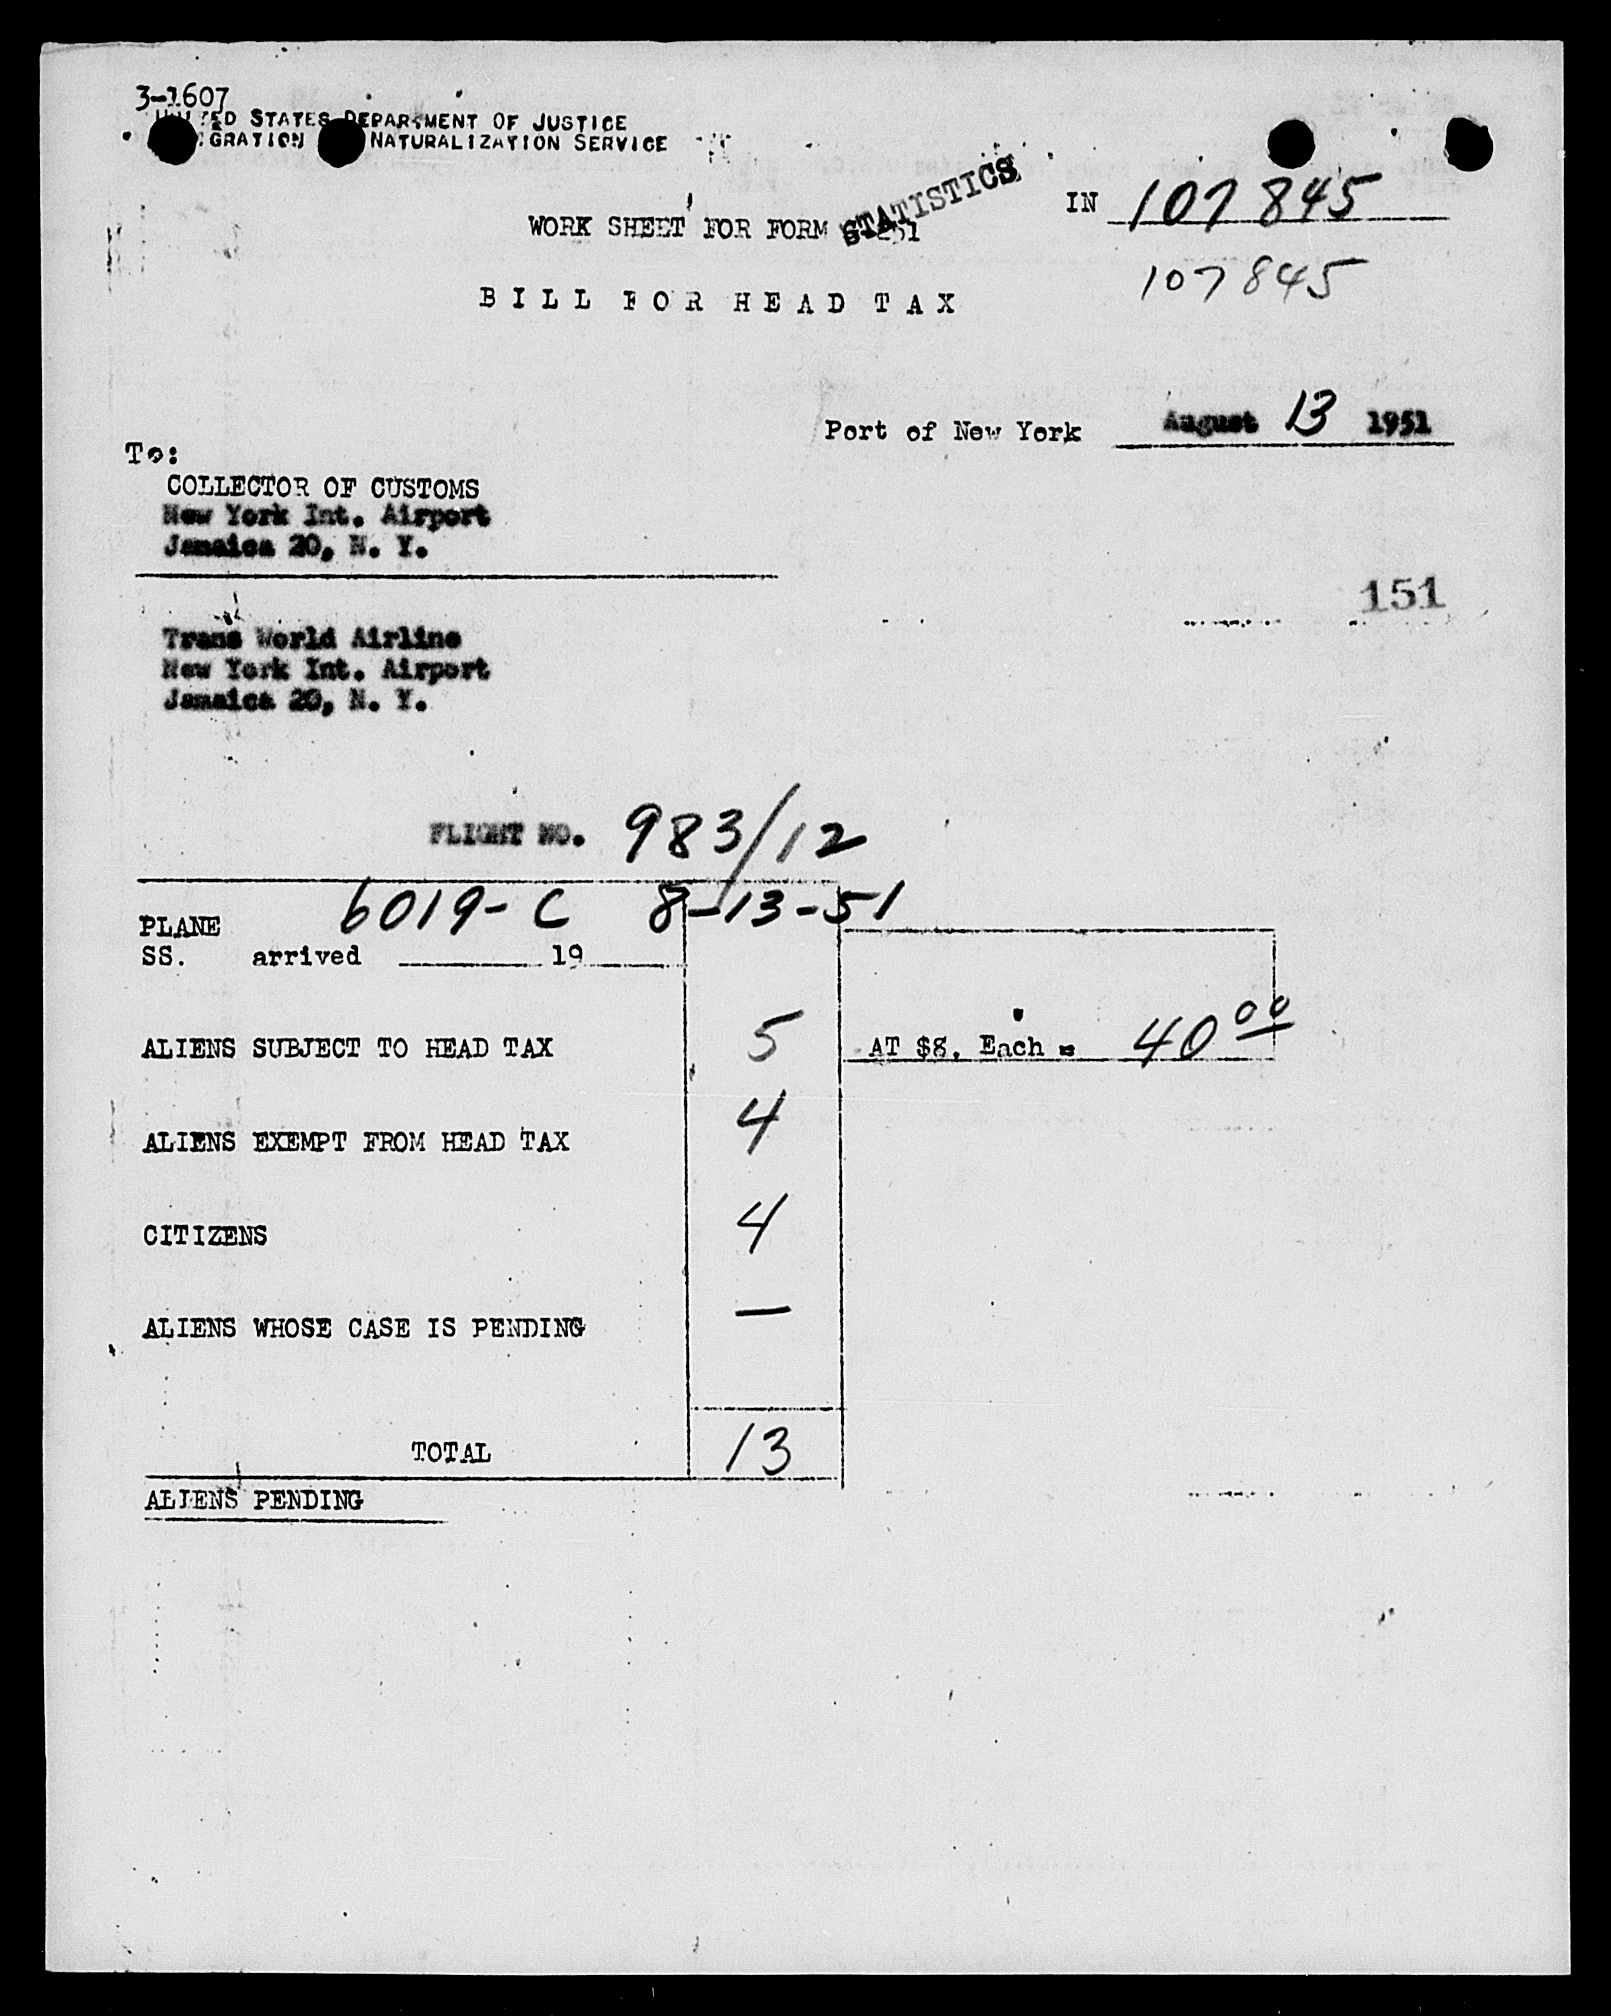 3-1607
UNITED STATES DEPARTMENT OF JUSTICE
GRATION NATURALIZATION SERVICE
STATISTICS
IN 107845
WORK SHEET FOR FORM
107845
BILL FOR HEAD TAX
Port of New York August 13 1951
To:
COLLECTOR OF CUSTOMS
New York Int. Airport
Jamaica 20, N. Y.
151
Trans World Airline
New York Int. Airport
Jamaica 20, N. Y.
FLIGHT NO. 983/12
PLANE 6019-C 8-13-51
SS. arrived 19
ALIENS SUBJECT TO HEAD TAX 5 AT $8. Each = 40 00
ALIENS EXEMPT FROM HEAD TAX 4
CITIZENS 4
ALIENS WHOSE CASE IS PENDING —
TOTAL 13
ALIENS PENDING